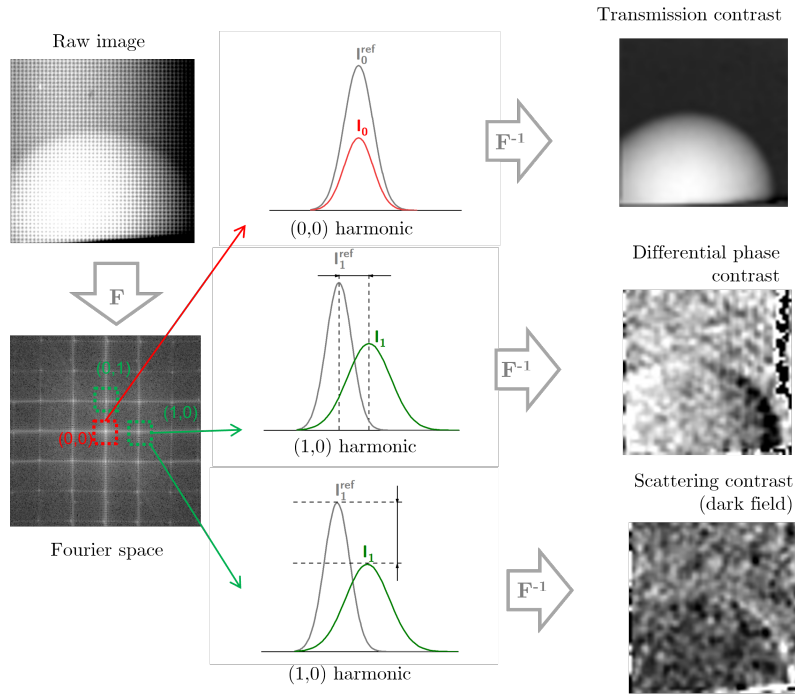 Raw image
F
(0,1)
(1,0)
(0,0)
Fourier space
I₀ʳᵉᶠ
I₀
(0,0) harmonic
F⁻¹
Transmission contrast
I₁ʳᵉᶠ
I₁
(1,0) harmonic
F⁻¹
Differential phase
contrast
I₁ʳᵉᶠ
I₁
(1,0) harmonic
F⁻¹
Scattering contrast
(dark field)